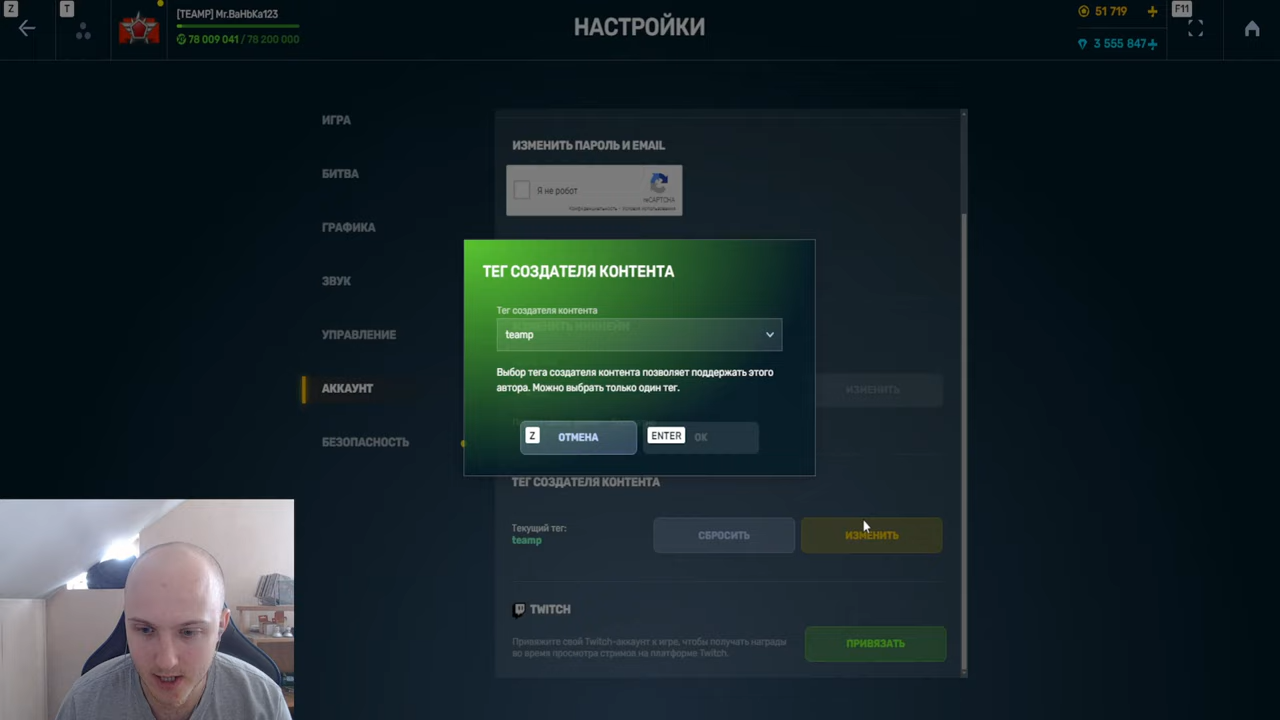 Z
T
[TEAMP] Mr.BaHbKa123
78 009 041 / 78 200 000
НАСТРОЙКИ
51 719
3 555 847
F11
ИГРА
БИТВА
ГРАФИКА
ЗВУК
УПРАВЛЕНИЕ
АККАУНТ
БЕЗОПАСНОСТЬ
ИЗМЕНИТЬ ПАРОЛЬ И EMAIL
Я не робот
reCAPTCHA
Конфиденциальность - Условия использования
ТЕГ СОЗДАТЕЛЯ КОНТЕНТА
Тег создателя контента
teamp
Выбор тега создателя контента позволяет поддержать этого
автора. Можно выбрать только один тег.
Z ОТМЕНА
ENTER OK
ИЗМЕНИТЬ
ТЕГ СОЗДАТЕЛЯ КОНТЕНТА
Текущий тег:
teamp
СБРОСИТЬ
ИЗМЕНИТЬ
TWITCH
Привяжите свой Twitch-аккаунт к игре, чтобы получать награды
во время просмотра стримов на платформе Twitch.
ПРИВЯЗАТЬ